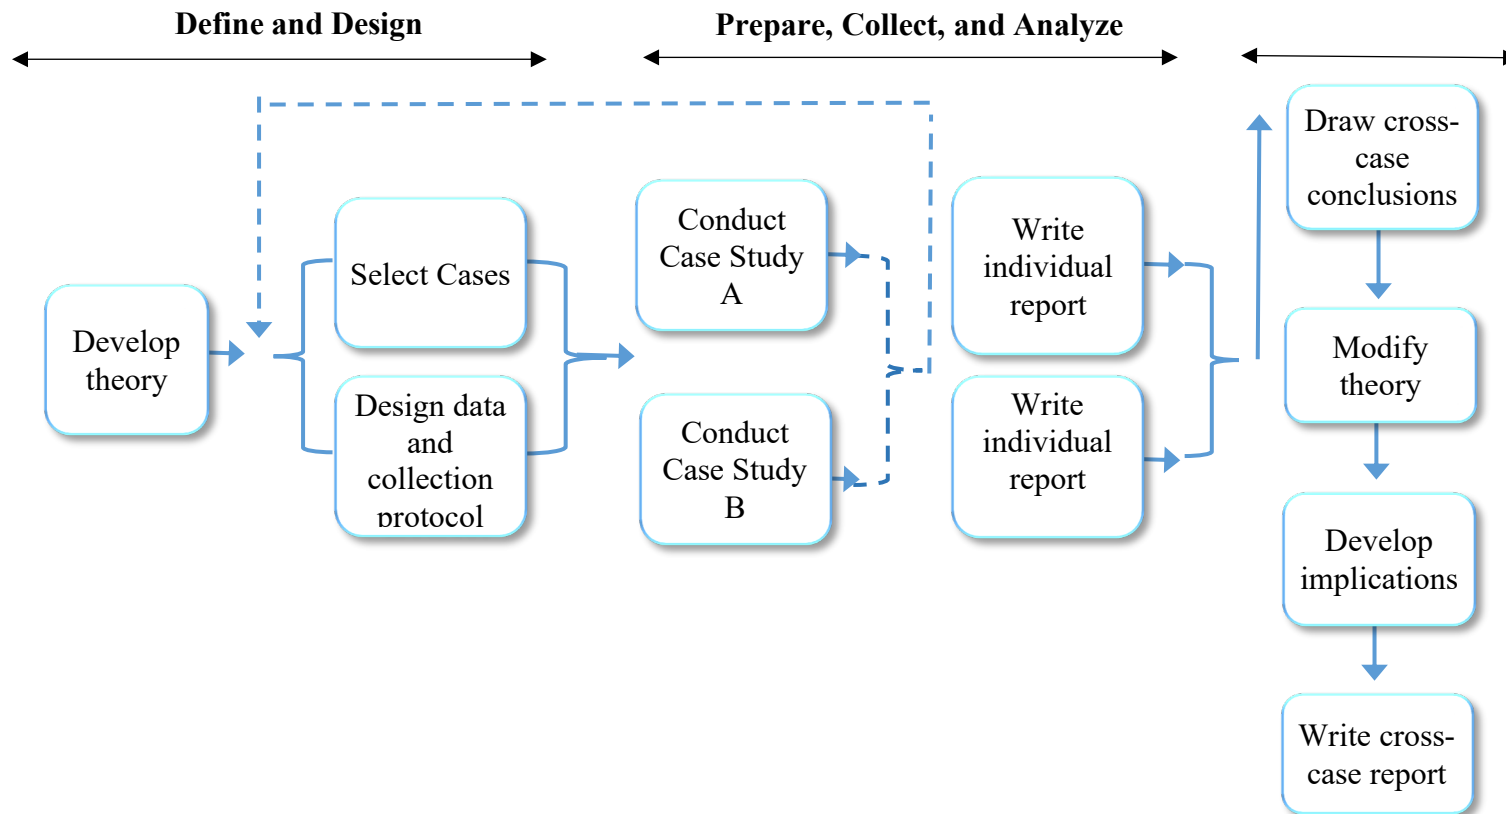 Define and Design
Prepare, Collect, and Analyze
Develop
theory
Select Cases
Design data
and
collection
protocol
Conduct
Case Study
A
Conduct
Case Study
B
Write
individual
report
Write
individual
report
Draw cross-
case
conclusions
Modify
theory
Develop
implications
Write cross-
case report